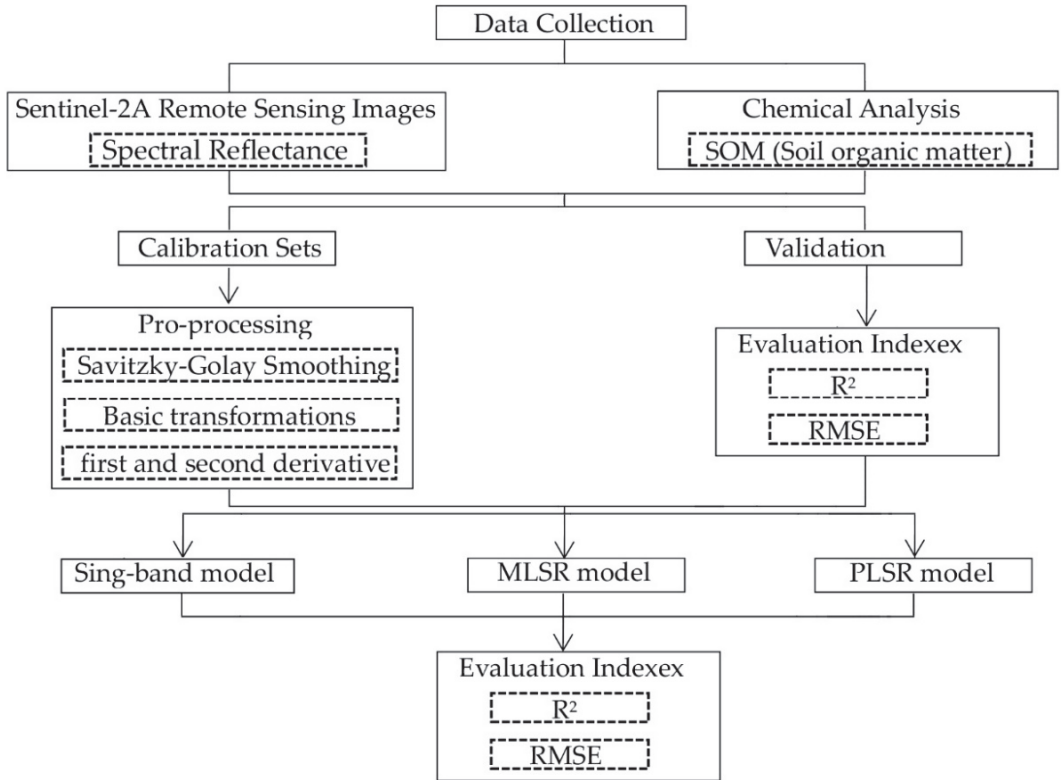 Data Collection
Sentinel-2A Remote Sensing Images
Spectral Reflectance
Chemical Analysis
SOM (Soil organic matter)
Calibration Sets
Validation
Pro-processing
Savitzky-Golay Smoothing
Basic transformations
first and second derivative
Evaluation Indexex
R²
RMSE
Sing-band model
MLSR model
PLSR model
Evaluation Indexex
R²
RMSE